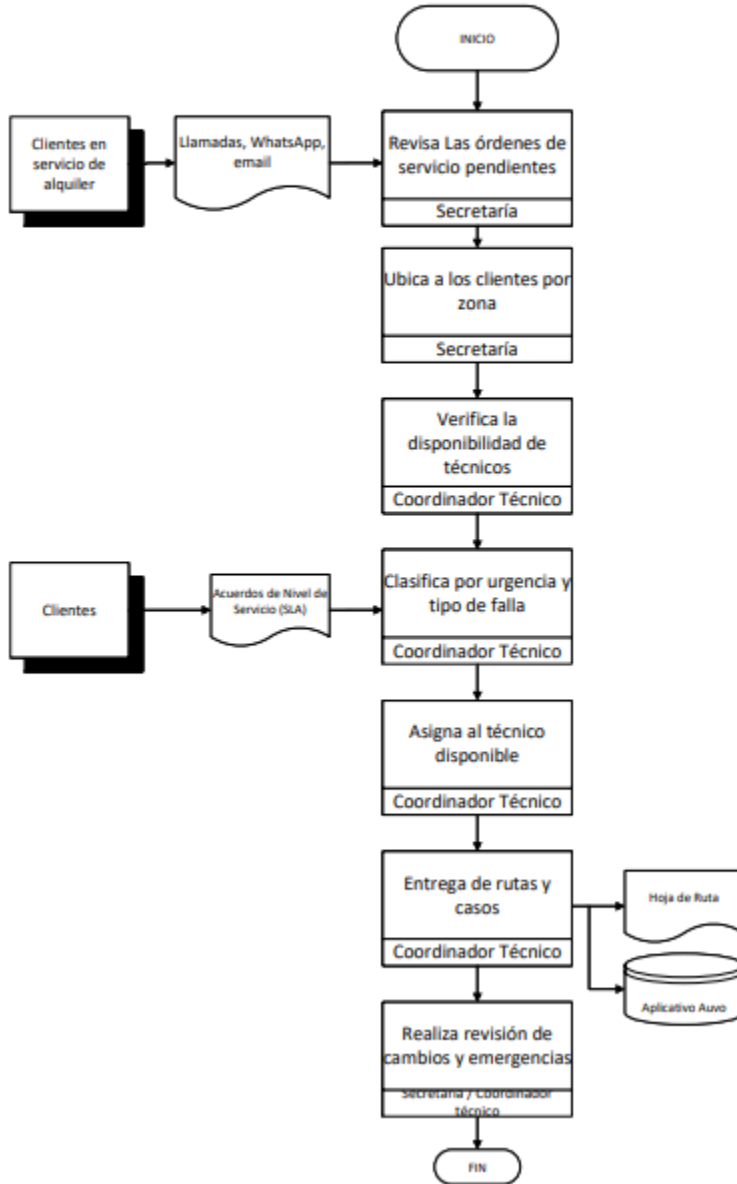 INICIO
Clientes en
servicio de
alquiler
Llamadas, WhatsApp,
email
Revisa Las órdenes de
servicio pendientes
Secretaría
Ubica a los clientes por
zona
Secretaría
Verifica la
disponibilidad de
técnicos
Coordinador Técnico
Clientes
Acuerdos de Nivel de
Servicio (SLA)
Clasifica por urgencia y
tipo de falla
Coordinador Técnico
Asigna al técnico
disponible
Coordinador Técnico
Entrega de rutas y
casos
Coordinador Técnico
Hoja de Ruta
Aplicativo Auvo
Realiza revisión de
cambios y emergencias
Secretaría / Coordinador
técnico
FIN